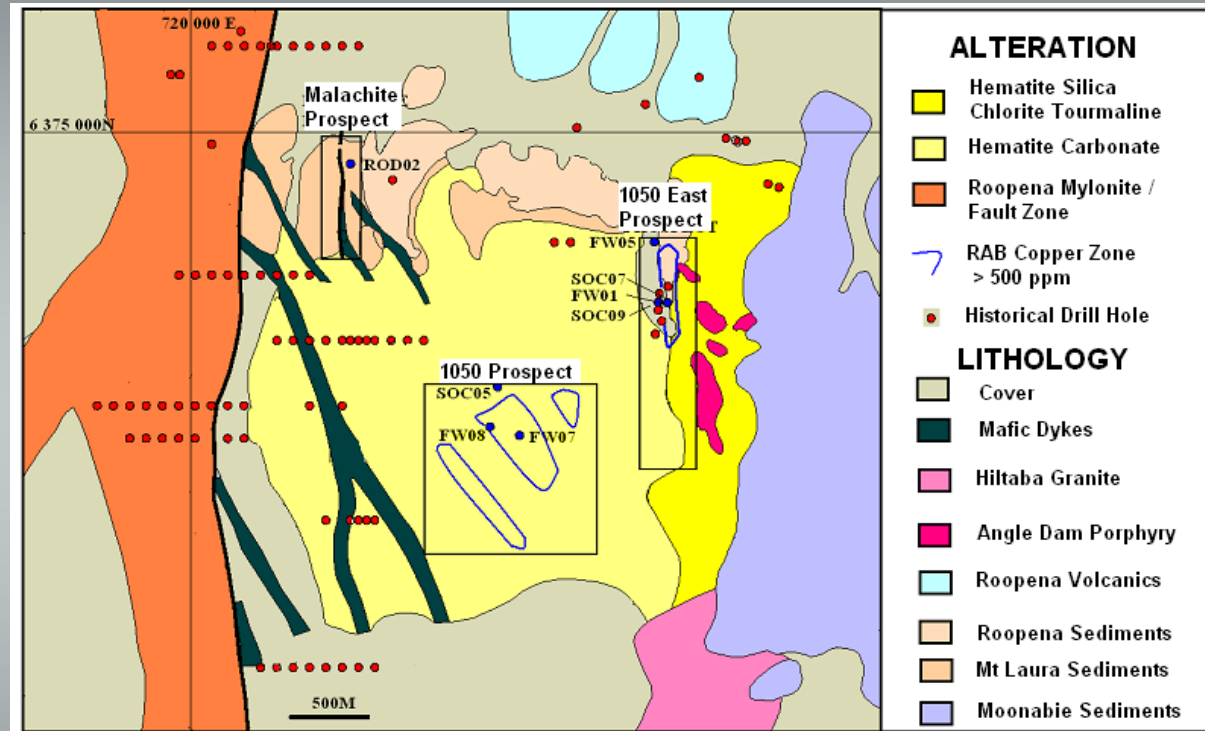 720 000 E
6 375 000N
Malachite
Prospect
ROD02
1050 East
Prospect
FW05
SOC07
FW01
SOC09
1050 Prospect
SOC05
FW08
FW07
500M
ALTERATION
Hematite Silica
Chlorite Tourmaline
Hematite Carbonate
Roopena Mylonite /
Fault Zone
RAB Copper Zone
> 500 ppm
Historical Drill Hole
LITHOLOGY
Cover
Mafic Dykes
Hiltaba Granite
Angle Dam Porphyry
Roopena Volcanics
Roopena Sediments
Mt Laura Sediments
Moonabie Sediments